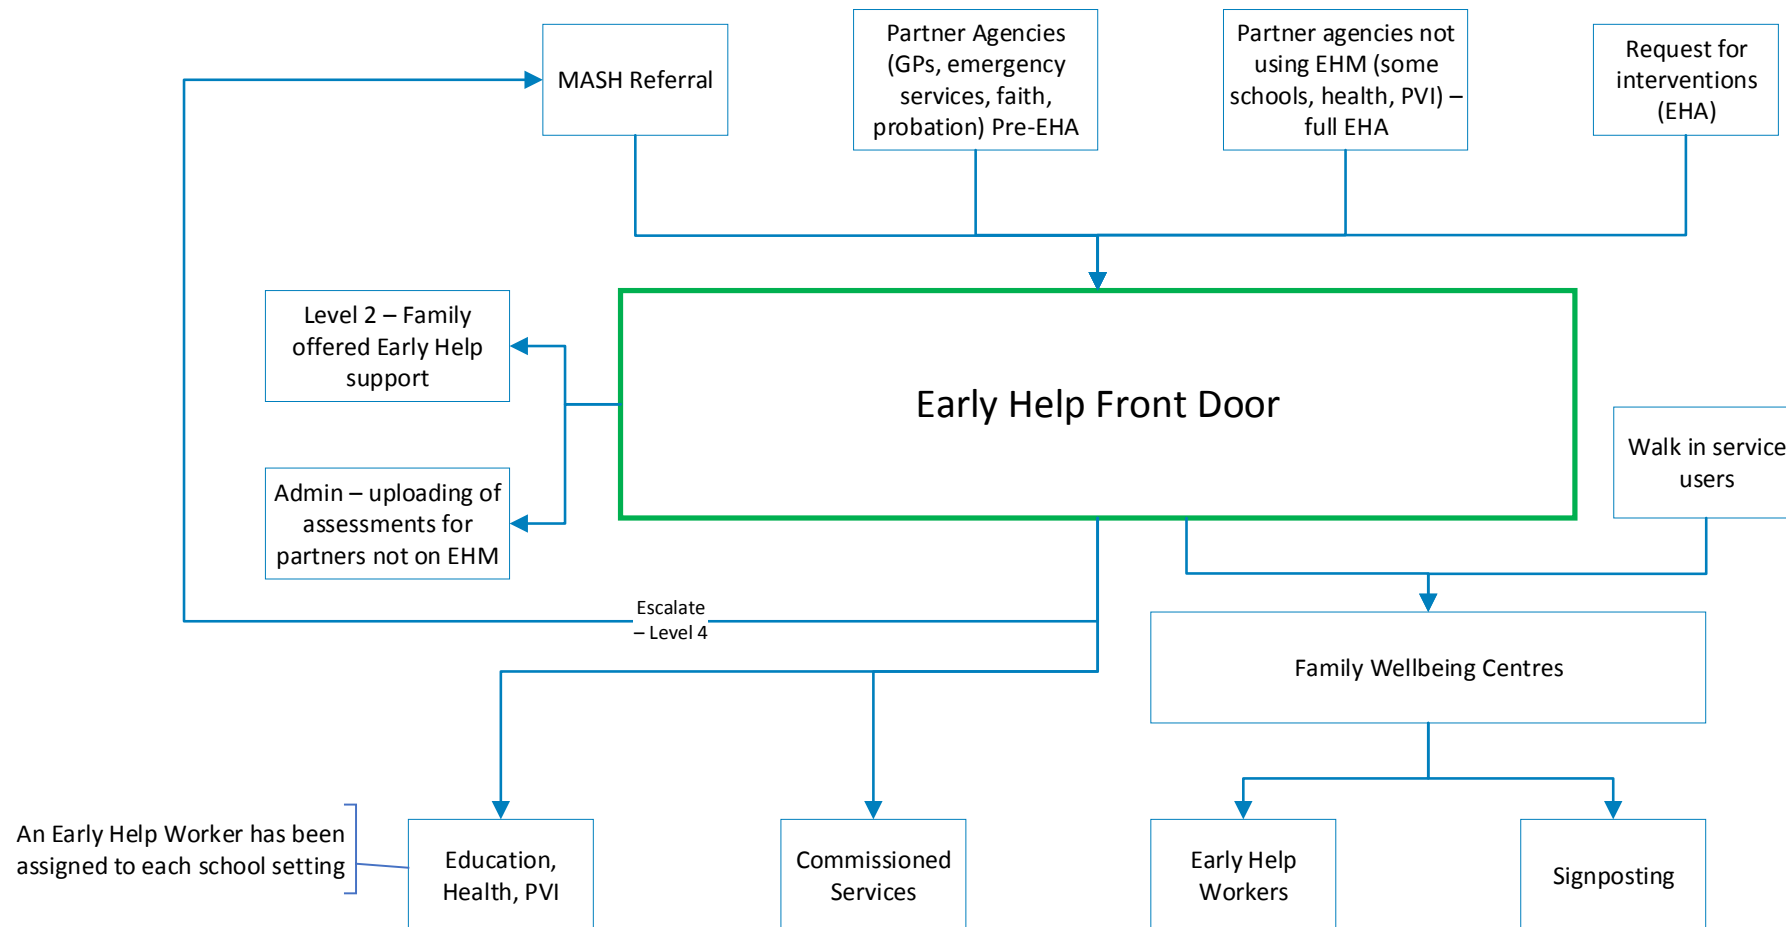 MASH Referral
Partner Agencies
(GPs, emergency
services, faith,
probation) Pre-EHA
Partner agencies not
using EHM (some
schools, health, PVI) –
full EHA
Request for
interventions
(EHA)
Level 2 – Family
offered Early Help
support
Early Help Front Door
Walk in service
users
Admin – uploading of
assessments for
partners not on EHM
Escalate
– Level 4
Family Wellbeing Centres
An Early Help Worker has been
assigned to each school setting
Education,
Health, PVI
Commissioned
Services
Early Help
Workers
Signposting